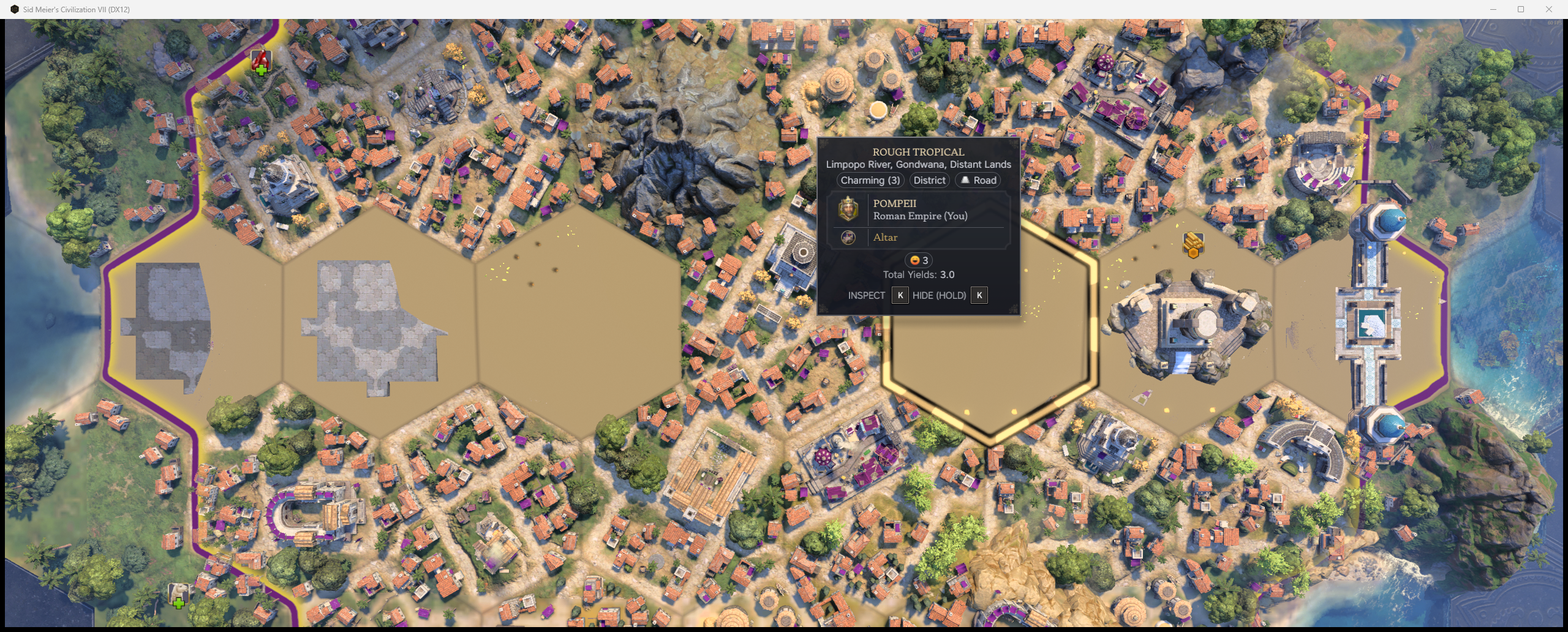 Sid Meier's Civilization VII (DX12)
ROUGH TROPICAL
Limpopo River, Gondwana, Distant Lands
Charming (3) District Road
POMPEII
Roman Empire (You)
Altar
3
Total Yields: 3.0
INSPECT K HIDE (HOLD) K